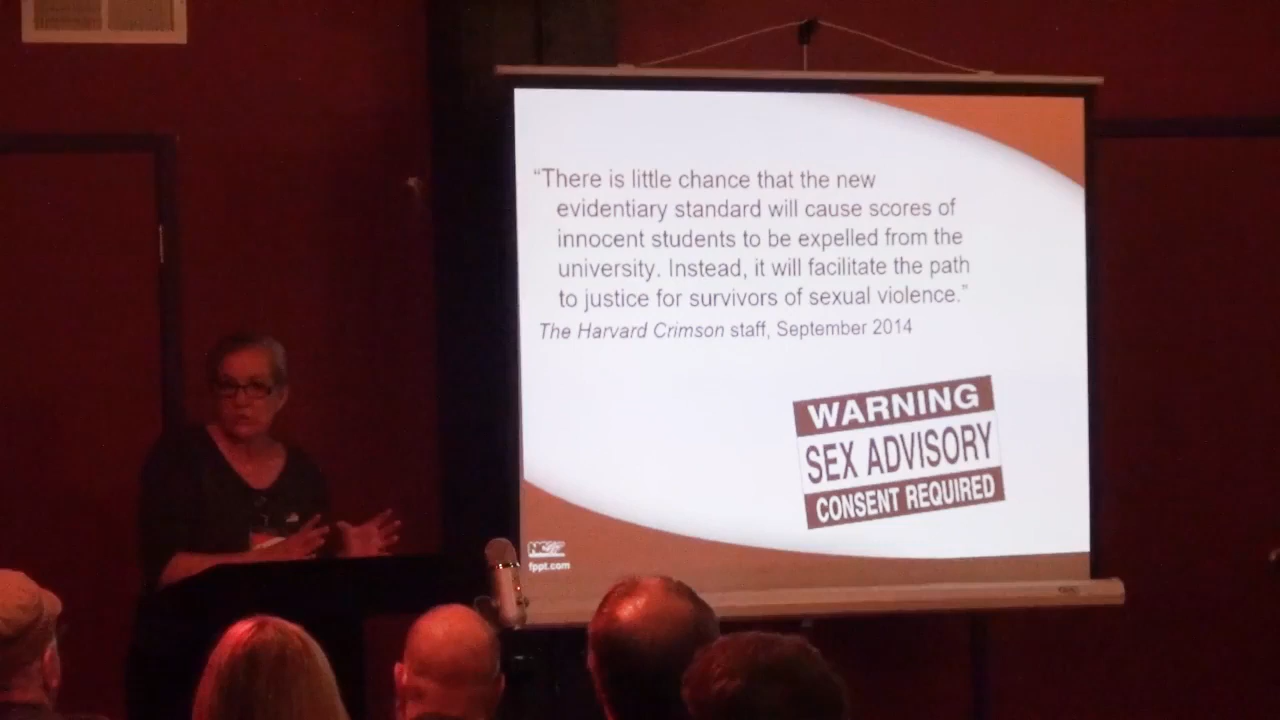 “There is little chance that the new
evidentiary standard will cause scores of
innocent students to be expelled from the
university. Instead, it will facilitate the path
to justice for survivors of sexual violence.”
The Harvard Crimson staff, September 2014
WARNING
SEX ADVISORY
CONSENT REQUIRED
fppt.com